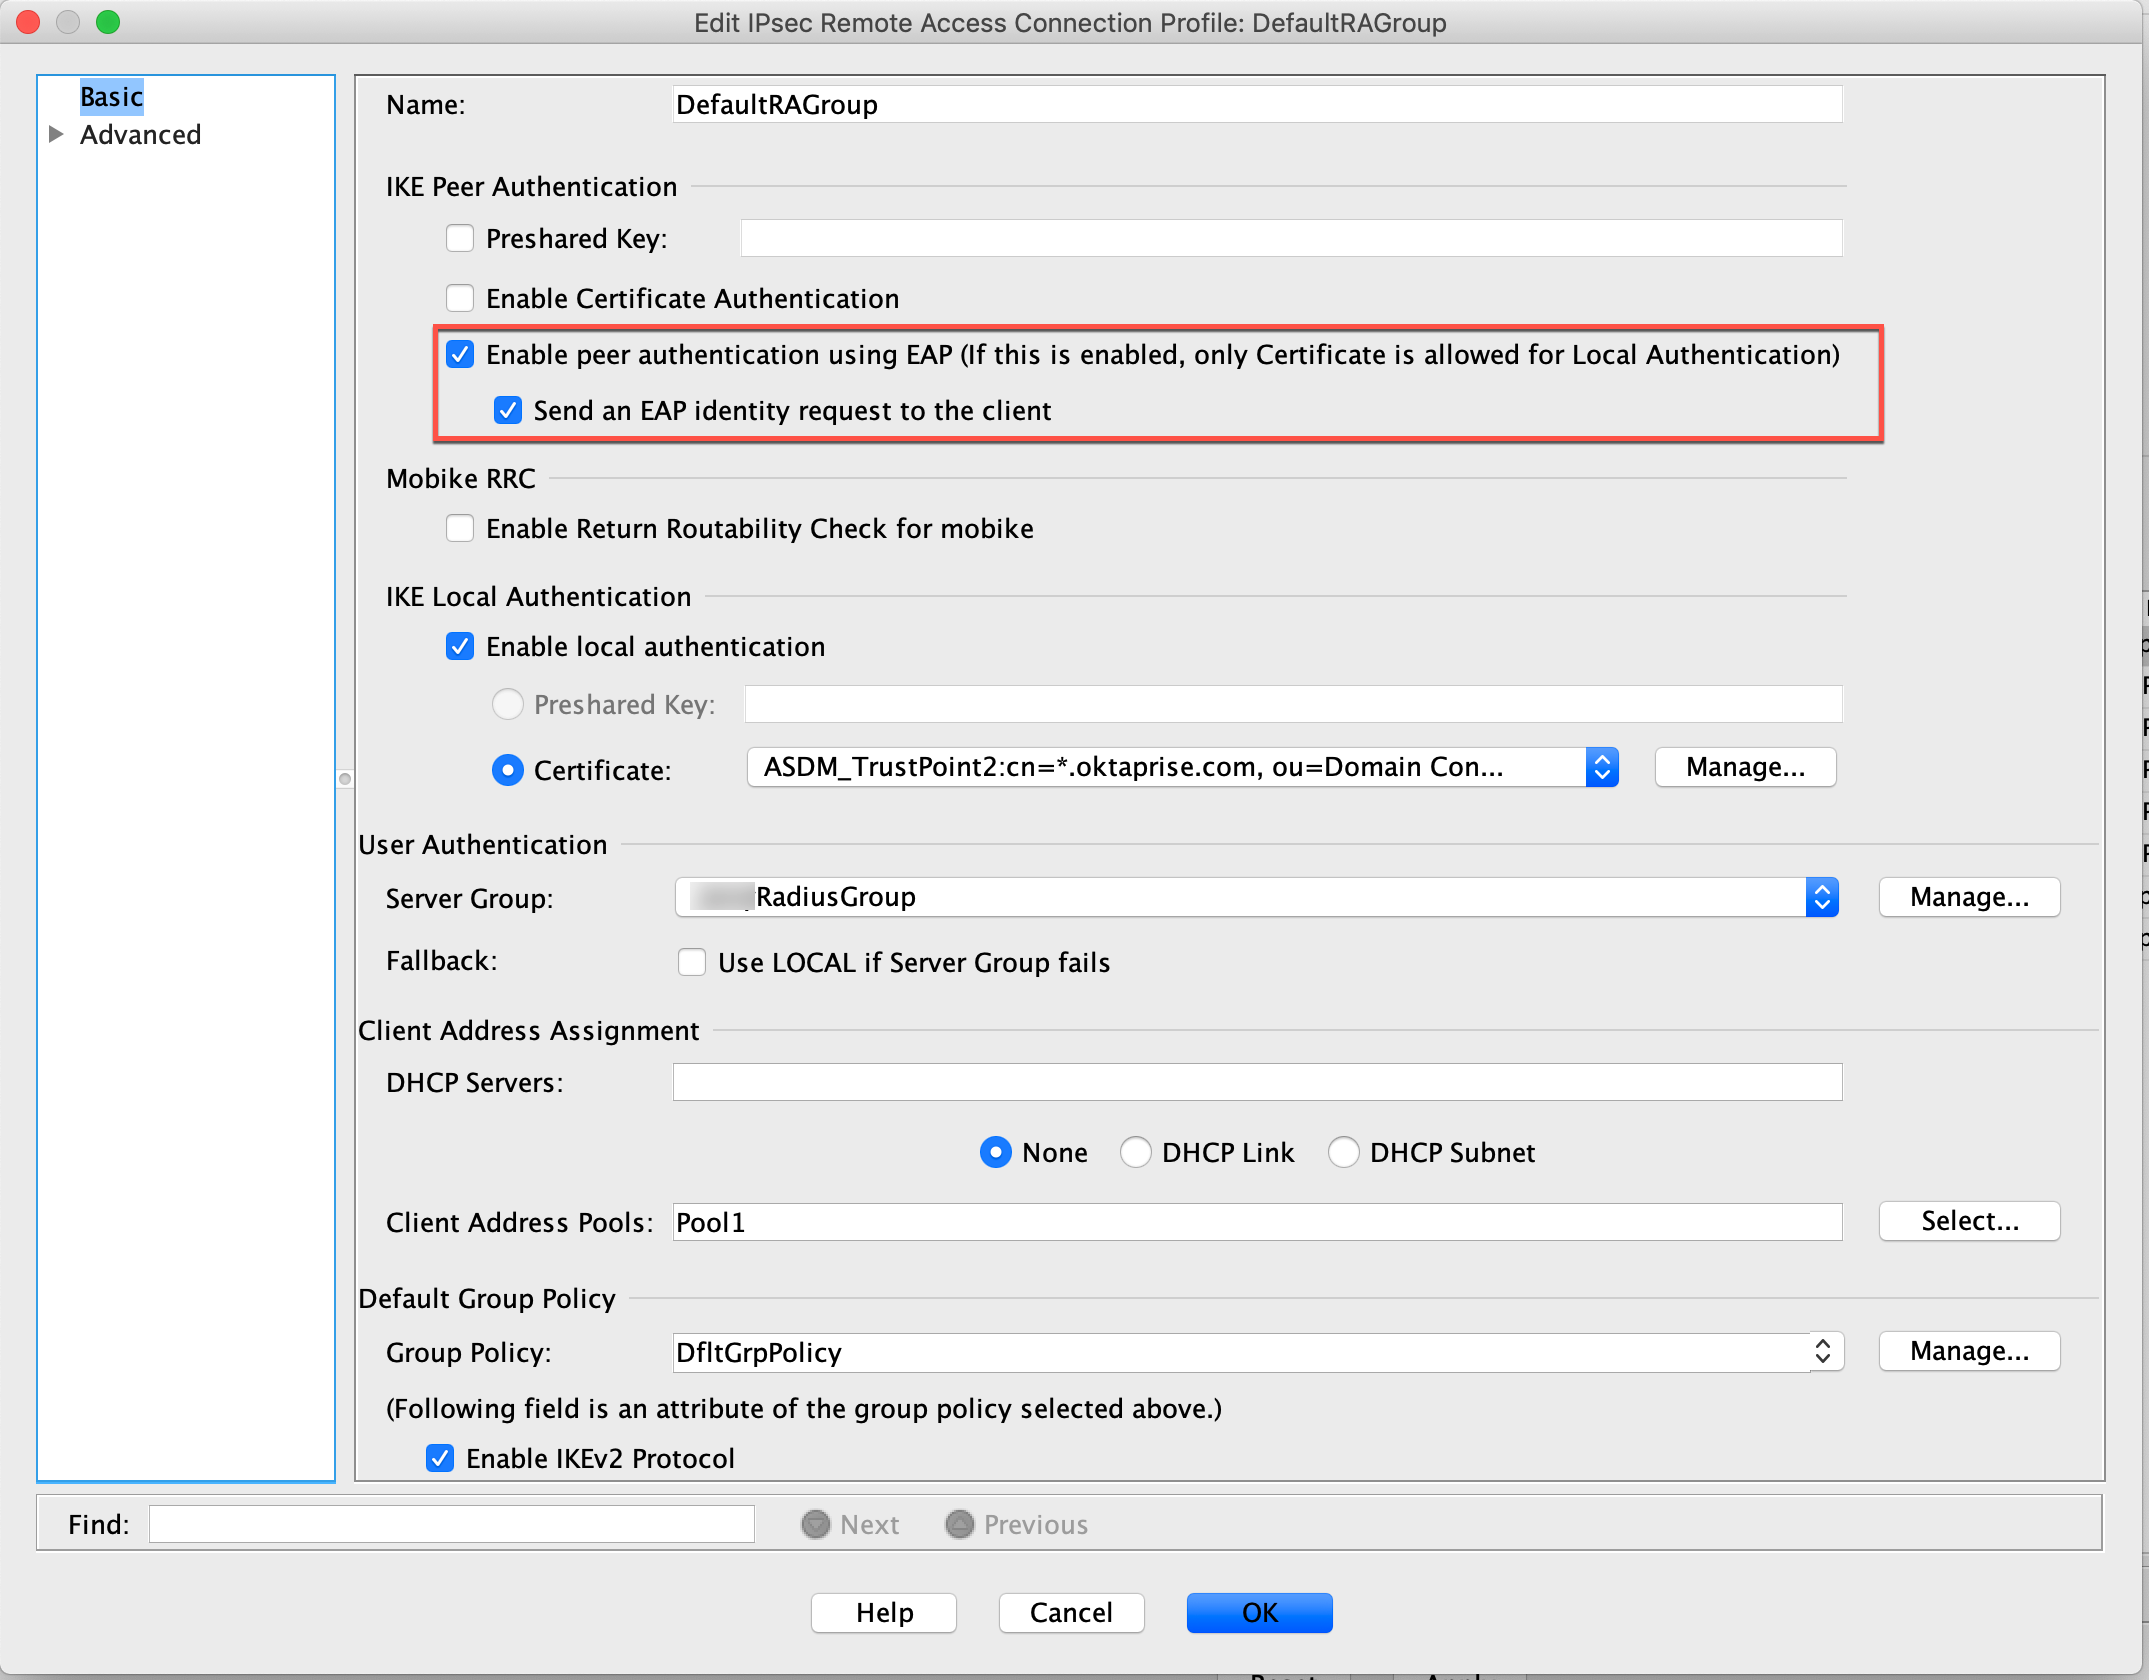 Edit IPsec Remote Access Connection Profile: DefaultRAGroup
Basic
Advanced
Name: DefaultRAGroup
IKE Peer Authentication
Preshared Key:
Enable Certificate Authentication
Enable peer authentication using EAP (If this is enabled, only Certificate is allowed for Local Authentication)
Send an EAP identity request to the client
Mobike RRC
Enable Return Routability Check for mobike
IKE Local Authentication
Enable local authentication
Preshared Key:
Certificate: ASDM_TrustPoint2:cn=*.oktaprise.com, ou=Domain Con... Manage...
User Authentication
Server Group: RadiusGroup Manage...
Fallback: Use LOCAL if Server Group fails
Client Address Assignment
DHCP Servers:
None DHCP Link DHCP Subnet
Client Address Pools: Pool1 Select...
Default Group Policy
Group Policy: DfltGrpPolicy Manage...
(Following field is an attribute of the group policy selected above.)
Enable IKEv2 Protocol
Find: Next Previous
Help Cancel OK